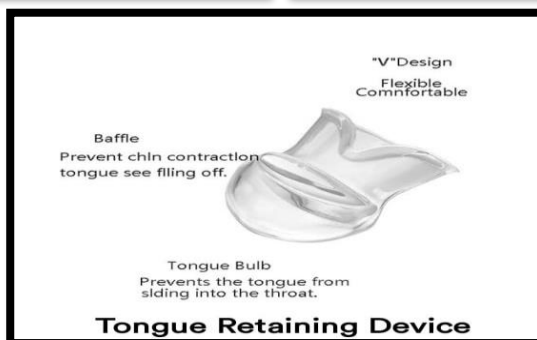 "V"Design
Flexible
Comnfortable
Baffle
Prevent chln contractlon
tongue see fIling off.
Tongue Bulb
Prevents the tongue from
slding into the throat.
Tongue Retaining Device